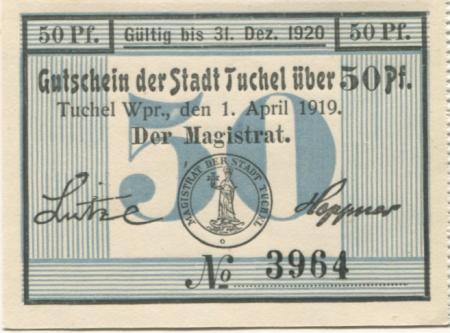 50 Pf. Gültig bis 31. Dez. 1920 50 Pf.
Gutschein der Stadt Tuchel über 50 Pf.
Tuchel Wpr., den 1. April 1919.
Der Magistrat.
50
MAGISTRAT DER STADT TUCHEL
Lütze Heppner
No 3964